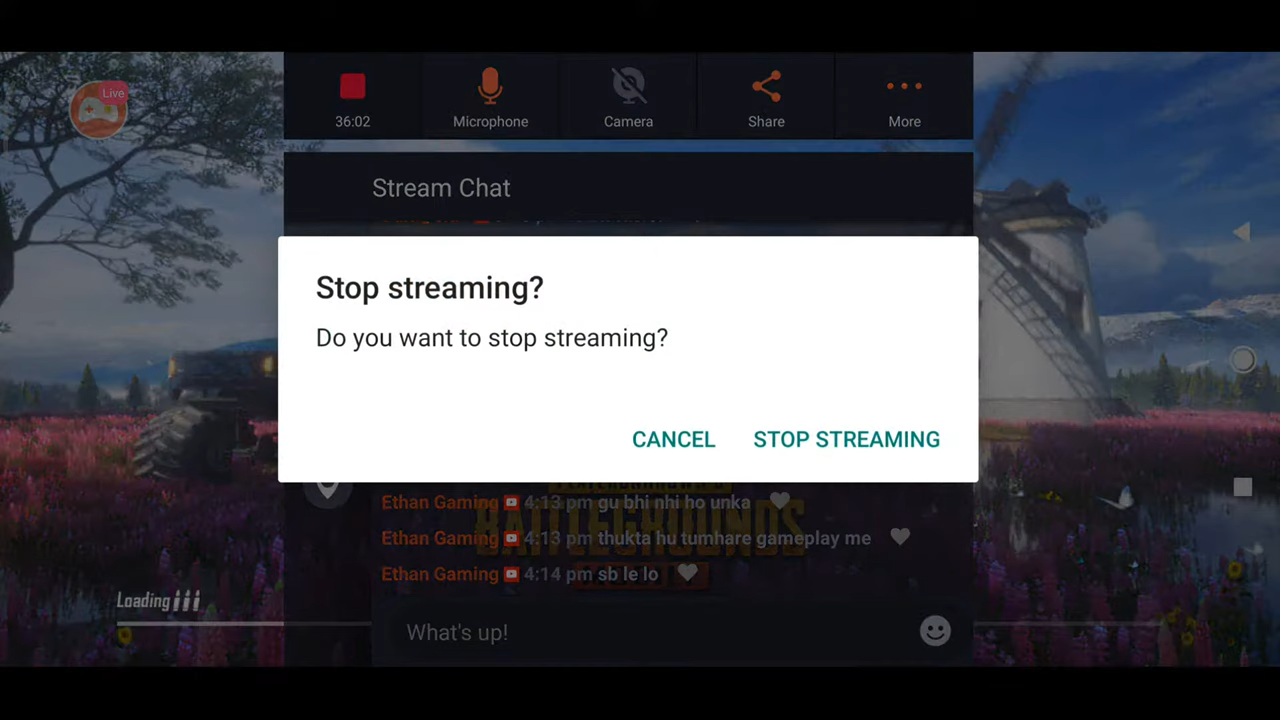 Live
36:02
Microphone
Camera
Share
More
Stream Chat
Stop streaming?
Do you want to stop streaming?
CANCEL
STOP STREAMING
Ethan Gaming 4:13 pm gu bhi nhi ho unka
BATTLEGROUNDS
Ethan Gaming 4:13 pm thukta hu tumhare gameplay me
Ethan Gaming 4:14 pm sb le lo
Loading
What's up!